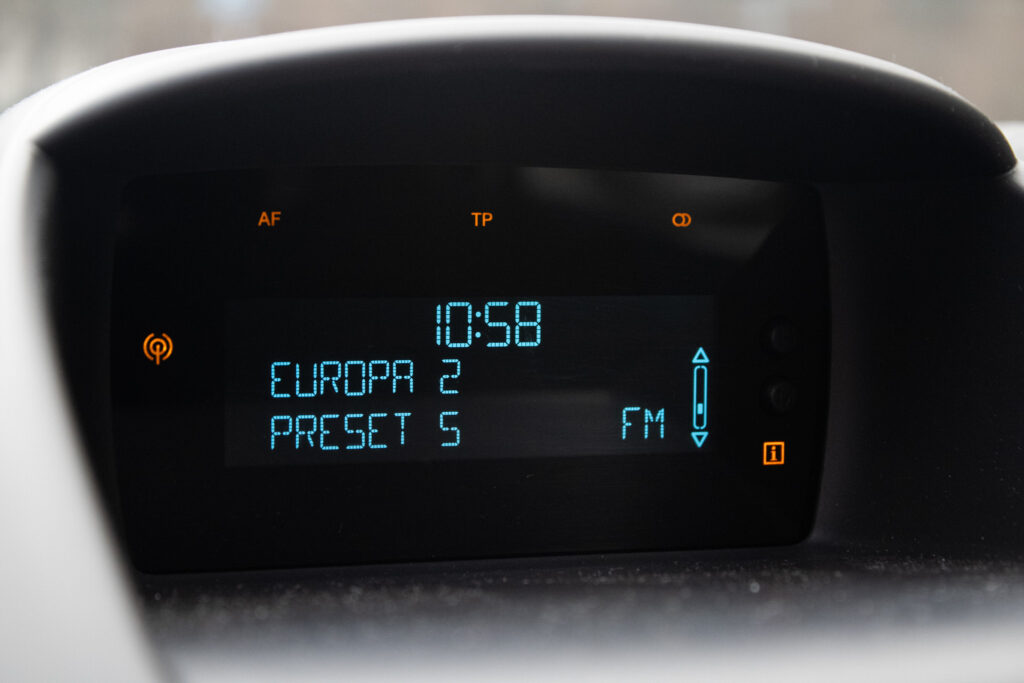 AF TP
10:58
EUROPA 2
PRESET 5 FM
i